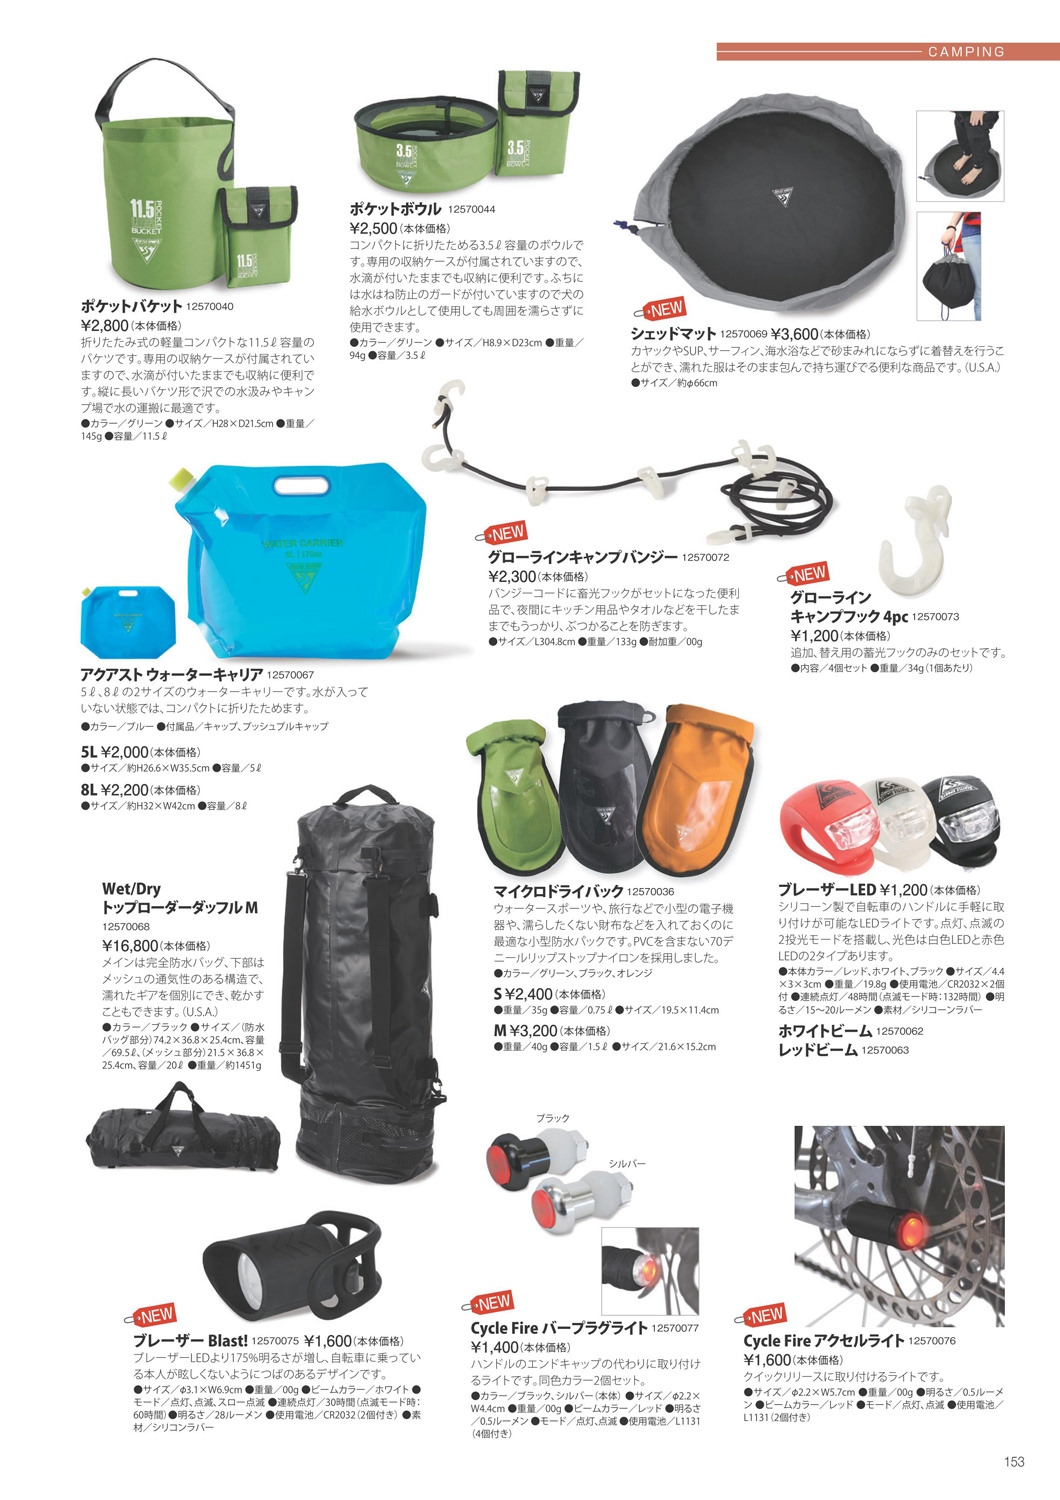 CAMPING
11.5
POCKET
BUCKET
11.5
3.5
POCKET
BOWL
3.5
ポケットバケット 12570040
¥2,800(本体価格)
折りたたみ式の軽量コンパクトな11.5ℓ容量の
バケツです。専用の収納ケースが付属されてい
ますので、水滴が付いたままでも収納に便利で
す。縦に長いバケツ形で沢での水汲みやキャン
プ場で水の運搬に最適です。
●カラー／グリーン ●サイズ／H28×D21.5cm ●重量／
145g ●容量／11.5ℓ
ポケットボウル 12570044
¥2,500(本体価格)
コンパクトに折りたためる3.5ℓ容量のボウルで
す。専用の収納ケースが付属されていますので、
水滴が付いたままでも収納に便利です。ふちに
は水はね防止のガードが付いていますので犬の
給水ボウルとして使用しても周囲を濡らさずに
使用できます。
●カラー／グリーン ●サイズ／H8.9×D23cm ●重量／
94g ●容量／3.5ℓ
NEW
シェッドマット 12570069 ¥3,600(本体価格)
カヤックやSUP、サーフィン、海水浴などで砂まみれにならずに着替えを行うこ
とができ、濡れた服はそのまま包んで持ち運びでる便利な商品です。（U.S.A.）
●サイズ／約φ66cm
WATER CARRIER
アクアスト ウォーターキャリア 12570067
5ℓ、8ℓの2サイズのウォーターキャリーです。水が入って
いない状態では、コンパクトに折りたためます。
●カラー／ブルー ●付属品／キャップ、プッシュプルキャップ
5L ¥2,000(本体価格)
●サイズ／約H26.6×W35.5cm ●容量／5ℓ
8L ¥2,200(本体価格)
●サイズ／約H32×W42cm ●容量／8ℓ
NEW
グローラインキャンプバンジー 12570072
¥2,300(本体価格)
バンジーコードに畜光フックがセットになった便利
品で、夜間にキッチン用品やタオルなどを干したま
までもうっかり、ぶつかることを防ぎます。
●サイズ／L304.8cm ●重量／133g ●耐加重／00g
NEW
グローライン
キャンプフック 4pc 12570073
¥1,200(本体価格)
追加、替え用の蓄光フックのみのセットです。
●内容／4個セット ●重量／34g（1個あたり）
Wet/Dry
トップローダーダッフル M
12570068
¥16,800(本体価格)
メインは完全防水バッグ、下部は
メッシュの通気性のある構造で、
濡れたギアを個別にでき、乾かす
こともできます。（U.S.A.）
●カラー／ブラック ●サイズ／（防水
バッグ部分）74.2×36.8×25.4cm、容量
／69.5ℓ、（メッシュ部分）21.5×36.8×
25.4cm、容量／20ℓ ●重量／約1451g
マイクロドライバック 12570036
ウォータースポーツや、旅行などで小型の電子機
器や、濡らしたくない財布などを入れておくのに
最適な小型防水パックです。PVCを含まない70デ
ニールリップストップナイロンを採用しました。
●カラー／グリーン、ブラック、オレンジ
S ¥2,400(本体価格)
●重量／35g ●容量／0.75ℓ ●サイズ／19.5×11.4cm
M ¥3,200(本体価格)
●重量／40g ●容量／1.5ℓ ●サイズ／21.6×15.2cm
ブレーザーLED ¥1,200(本体価格)
シリコーン製で自転車のハンドルに手軽に取
り付けが可能なLEDライトです。点灯、点滅の
2投光モードを搭載し、光色は白色LEDと赤色
LEDの2タイプあります。
●本体カラー／レッド、ホワイト、ブラック ●サイズ／4.4
×3×3cm ●重量／19.8g ●使用電池／CR2032×2個
付 ●連続点灯／48時間（点滅モード時：132時間） ●明
るさ／15～20ルーメン ●素材／シリコーンラバー
ホワイトビーム 12570062
レッドビーム 12570063
NEW
ブレーザー Blast! 12570075 ¥1,600(本体価格)
ブレーザーLEDより175%明るさが増し、自転車に乗ってい
る本人が眩しくないようにつばのあるデザインです。
●サイズ／φ3.1×W6.9cm ●重量／00g ●ビームカラー／ホワイト ●
モード／点灯、点滅、スロー点滅 ●連続点灯／30時間（点滅モード時：
60時間） ●明るさ／28ルーメン ●使用電池／CR2032（2個付き） ●素
材／シリコンラバー
ブラック
シルバー
NEW
Cycle Fire バープラグライト 12570077
¥1,400(本体価格)
ハンドルのエンドキャップの代わりに取り付け
るライトです。同色カラー2個セット。
●カラー／ブラック、シルバー（本体） ●サイズ／φ2.2×
W4.4cm ●重量／00g ●ビームカラー／レッド ●明るさ
／0.5ルーメン ●モード／点灯、点滅 ●使用電池／L1131
（4個付き）
NEW
Cycle Fire アクセルライト 12570076
¥1,600(本体価格)
クイックリリースに取り付けるライトです。
●サイズ／φ2.2×W5.7cm ●重量／00g ●明るさ／0.5ルーメ
ン ●ビームカラー／レッド ●モード／点灯、点滅 ●使用電池／
L1131（2個付き）
153